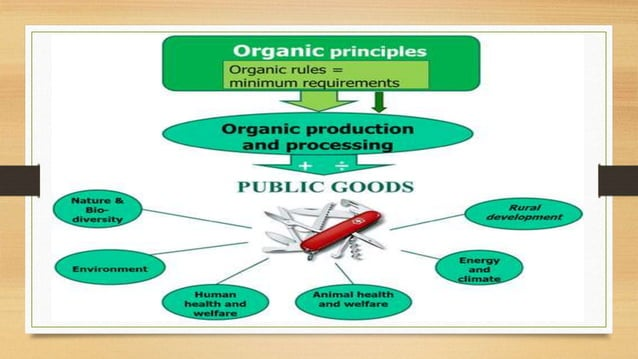 Organic principles
Organic rules =
minimum requirements
Organic production
and processing
+ ÷
PUBLIC GOODS
Nature &
Bio-
diversity
Rural
development
Environment
Energy
and
climate
Human
health and
welfare
Animal health
and welfare